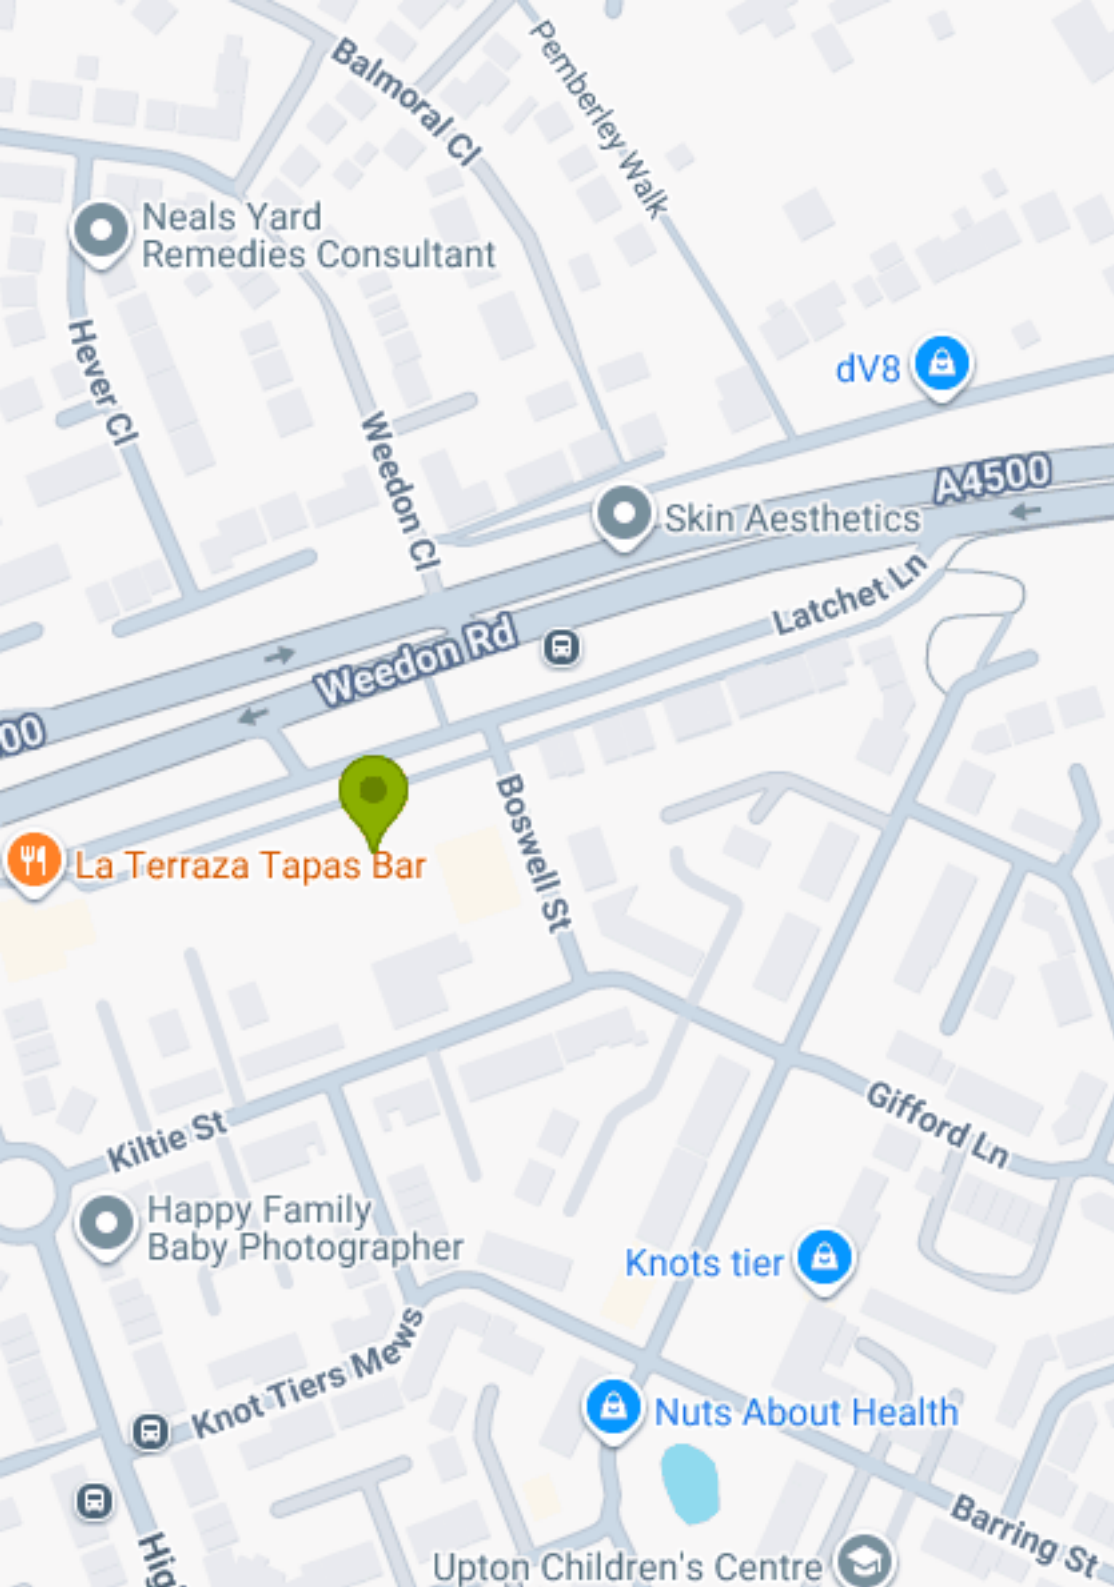 Balmoral Cl
Pemberley Walk
Neals Yard
Remedies Consultant
Hever Cl
dV8
Weedon Cl
A4500
Skin Aesthetics
Latchet Ln
Weedon Rd
00
Boswell St
La Terraza Tapas Bar
Gifford Ln
Kiltie St
Happy Family
Baby Photographer
Knots tier
Knot Tiers Mews
Nuts About Health
Barring St
Hig
Upton Children's Centre